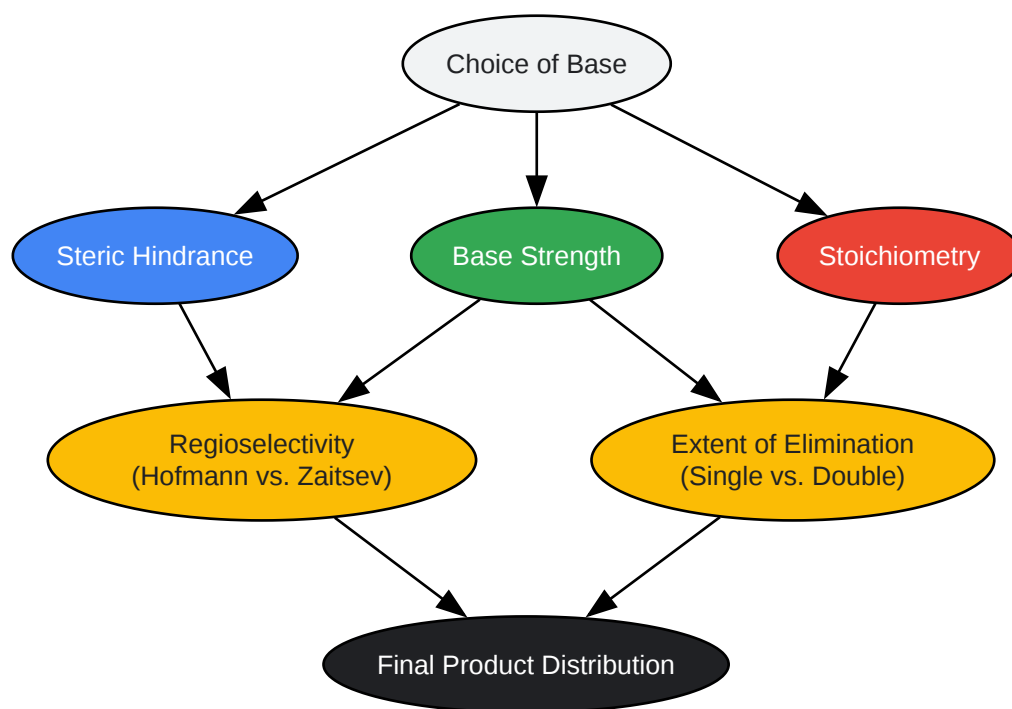 Choice of Base
Steric Hindrance
Base Strength
Stoichiometry
Regioselectivity
(Hofmann vs. Zaitsev)
Extent of Elimination
(Single vs. Double)
Final Product Distribution